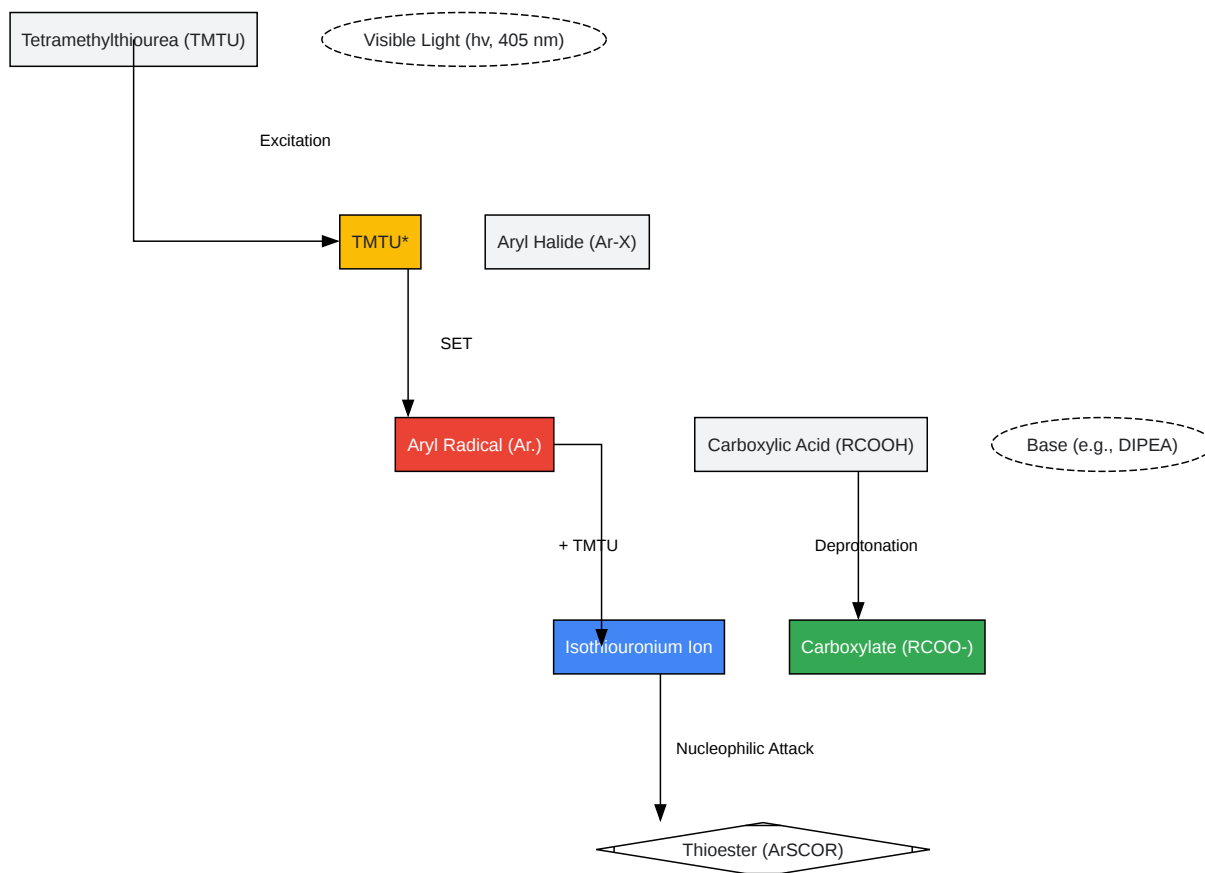 Tetramethylthiourea (TMTU)
Visible Light (hv, 405 nm)
Excitation
TMTU*
Aryl Halide (Ar-X)
SET
Aryl Radical (Ar.)
Carboxylic Acid (RCOOH)
Base (e.g., DIPEA)
+ TMTU
Deprotonation
Isothiouronium Ion
Carboxylate (RCOO-)
Nucleophilic Attack
Thioester (ArSCOR)